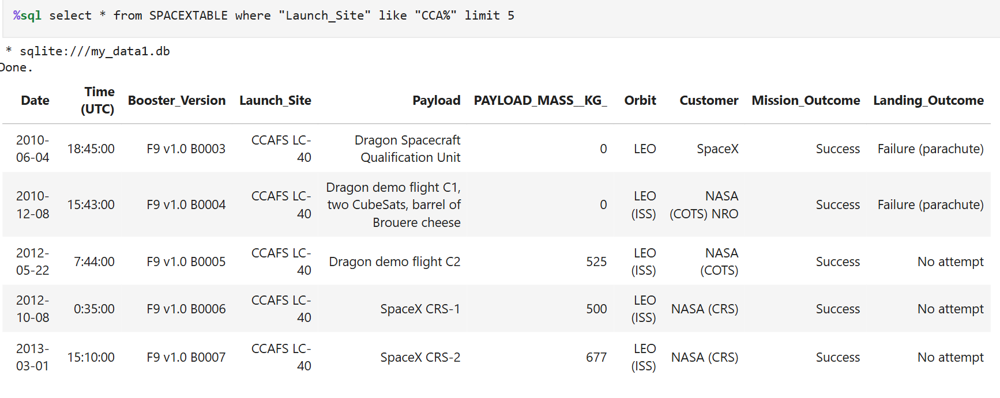 %sql select * from SPACEXTABLE where "Launch_Site" like "CCA%" limit 5
* sqlite:///my_data1.db
Done.
Date Time (UTC) Booster_Version Launch_Site Payload PAYLOAD_MASS__KG_ Orbit Customer Mission_Outcome Landing_Outcome
2010-06-04 18:45:00 F9 v1.0 B0003 CCAFS LC-40 Dragon Spacecraft Qualification Unit 0 LEO SpaceX Success Failure (parachute)
2010-12-08 15:43:00 F9 v1.0 B0004 CCAFS LC-40 Dragon demo flight C1, two CubeSats, barrel of Brouere cheese 0 LEO (ISS) NASA (COTS) NRO Success Failure (parachute)
2012-05-22 7:44:00 F9 v1.0 B0005 CCAFS LC-40 Dragon demo flight C2 525 LEO (ISS) NASA (COTS) Success No attempt
2012-10-08 0:35:00 F9 v1.0 B0006 CCAFS LC-40 SpaceX CRS-1 500 LEO (ISS) NASA (CRS) Success No attempt
2013-03-01 15:10:00 F9 v1.0 B0007 CCAFS LC-40 SpaceX CRS-2 677 LEO (ISS) NASA (CRS) Success No attempt